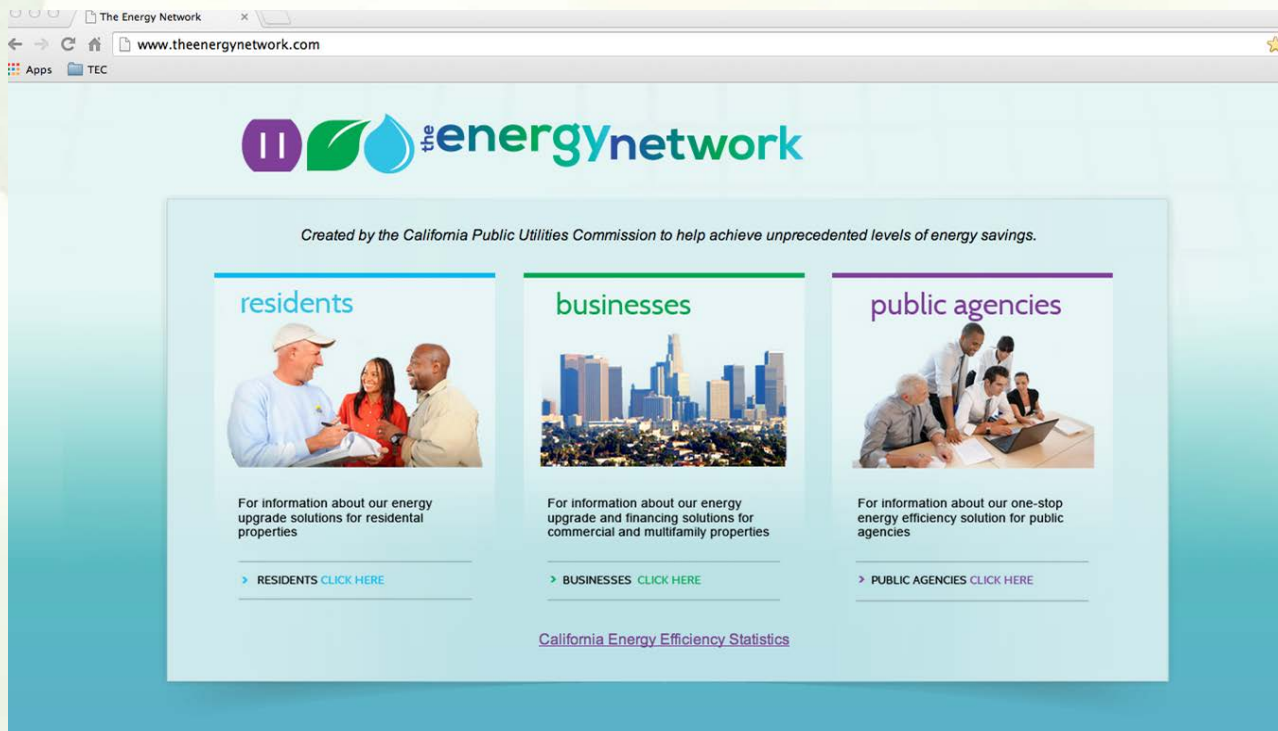 The Energy Network
www.theenergynetwork.com
Apps TEC
the energynetwork
Created by the California Public Utilities Commission to help achieve unprecedented levels of energy savings.
residents
For information about our energy
upgrade solutions for residental
properties
RESIDENTS CLICK HERE
businesses
For information about our energy
upgrade and financing solutions for
commercial and multifamily properties
BUSINESSES CLICK HERE
public agencies
For information about our one-stop
energy efficiency solution for public
agencies
PUBLIC AGENCIES CLICK HERE
California Energy Efficiency Statistics